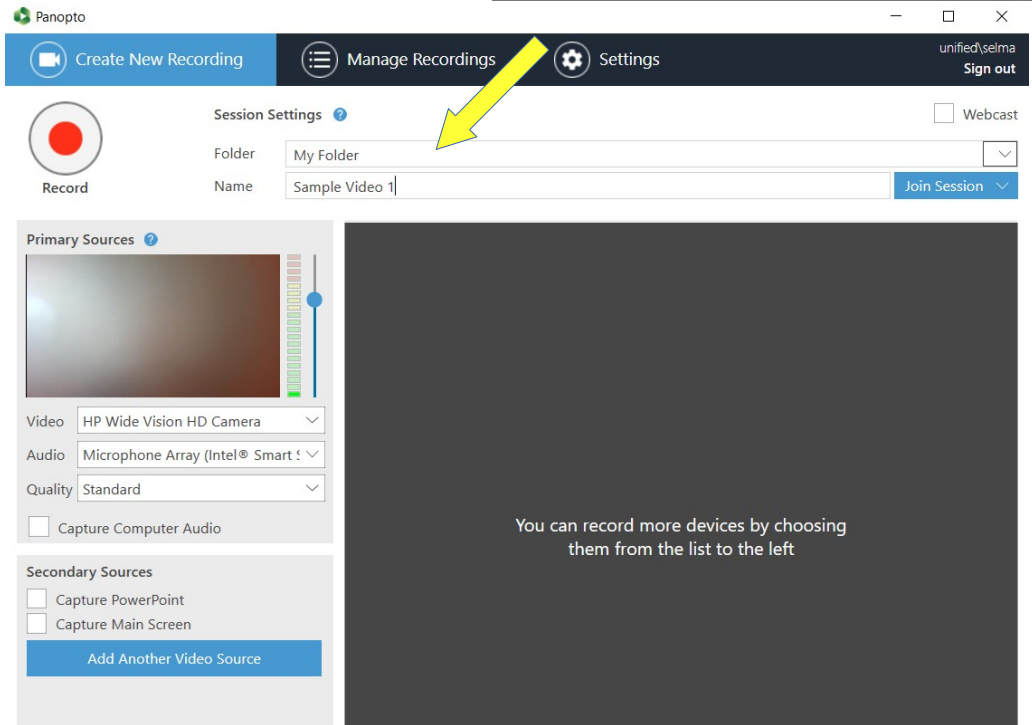 Panopto
Create New Recording
Manage Recordings
Settings
unified\selma
Sign out
Session Settings ?
Webcast
Folder
My Folder
Record
Name
Sample Video 1
Join Session
Primary Sources ?
Video
HP Wide Vision HD Camera
Audio
Microphone Array (Intel® Smart S
Quality
Standard
Capture Computer Audio
You can record more devices by choosing
them from the list to the left
Secondary Sources
Capture PowerPoint
Capture Main Screen
Add Another Video Source